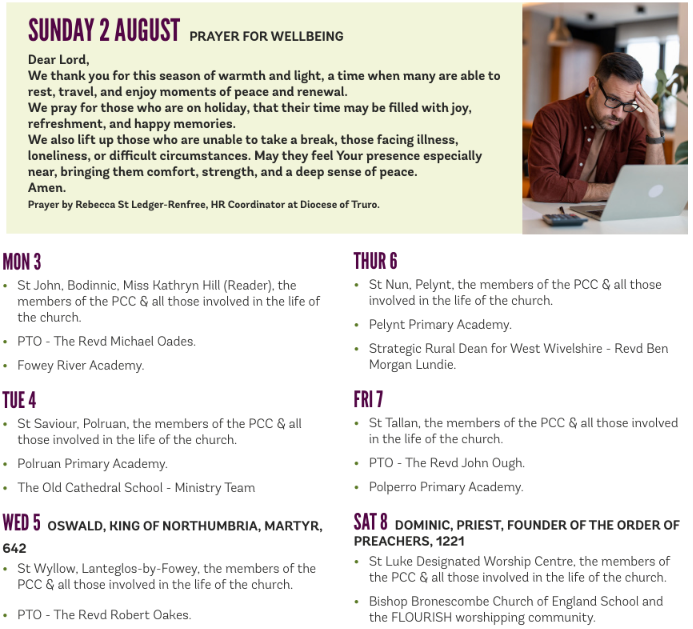 SUNDAY 2 AUGUST PRAYER FOR WELLBEING
Dear Lord,
We thank you for this season of warmth and light, a time when many are able to
rest, travel, and enjoy moments of peace and renewal.
We pray for those who are on holiday, that their time may be filled with joy,
refreshment, and happy memories.
We also lift up those who are unable to take a break, those facing illness,
loneliness, or difficult circumstances. May they feel Your presence especially
near, bringing them comfort, strength, and a deep sense of peace.
Amen.
Prayer by Rebecca St Ledger-Renfree, HR Coordinator at Diocese of Truro.
MON 3
• St John, Bodinnic, Miss Kathryn Hill (Reader), the
members of the PCC & all those involved in the life of
the church.
• PTO - The Revd Michael Oades.
• Fowey River Academy.
TUE 4
• St Saviour, Polruan, the members of the PCC & all
those involved in the life of the church.
• Polruan Primary Academy.
• The Old Cathedral School - Ministry Team
WED 5 OSWALD, KING OF NORTHUMBRIA, MARTYR,
642
• St Wyllow, Lanteglos-by-Fowey, the members of the
PCC & all those involved in the life of the church.
• PTO - The Revd Robert Oakes.
THUR 6
• St Nun, Pelynt, the members of the PCC & all those
involved in the life of the church.
• Pelynt Primary Academy.
• Strategic Rural Dean for West Wivelshire - Revd Ben
Morgan Lundie.
FRI 7
• St Tallan, the members of the PCC & all those involved
in the life of the church.
• PTO - The Revd John Ough.
• Polperro Primary Academy.
SAT 8 DOMINIC, PRIEST, FOUNDER OF THE ORDER OF
PREACHERS, 1221
• St Luke Designated Worship Centre, the members of
the PCC & all those involved in the life of the church.
• Bishop Bronescombe Church of England School and
the FLOURISH worshipping community.